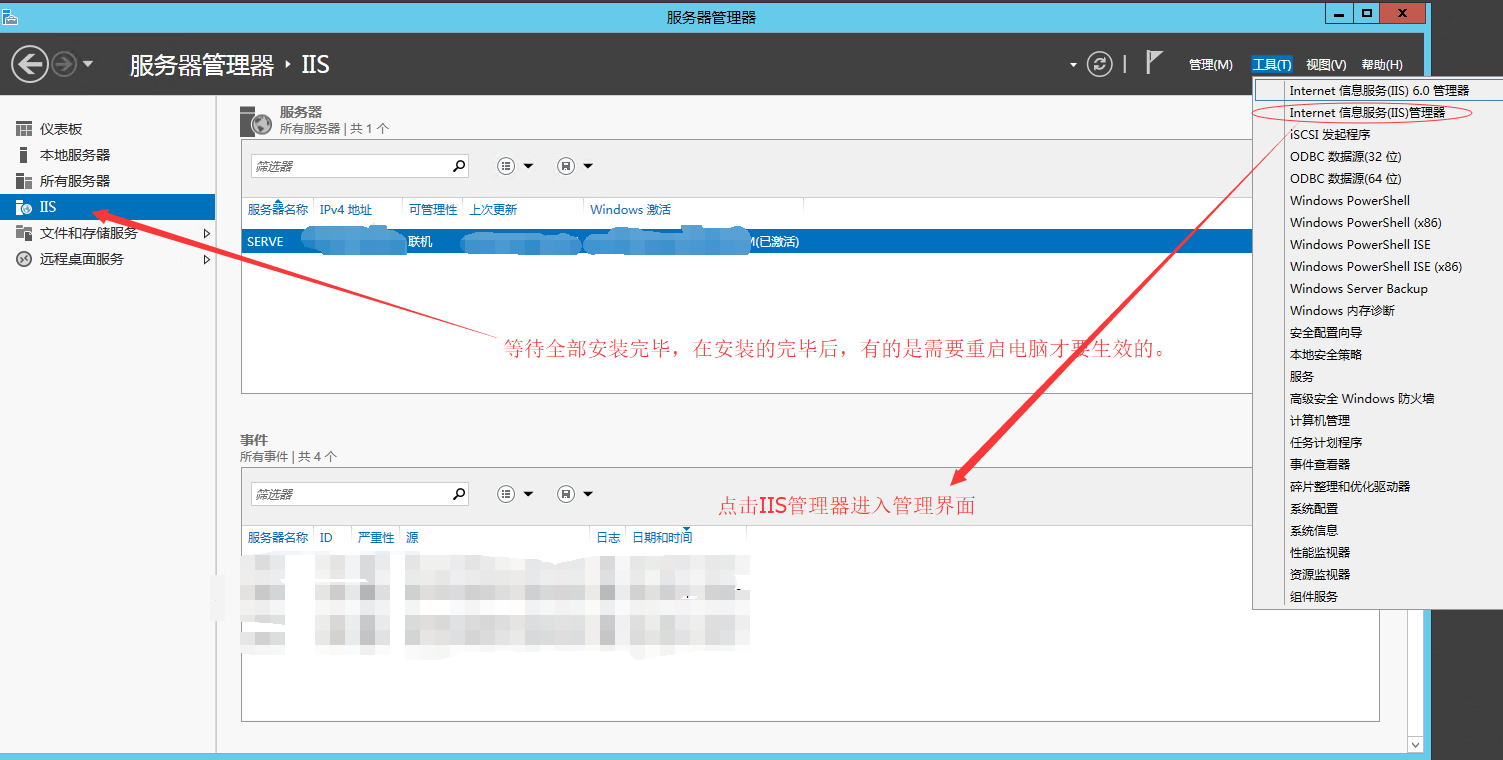 服务器管理器
服务器管理器 IIS
管理(M) 工具(T) 视图(V) 帮助(H)
仪表板
本地服务器
所有服务器
IIS
文件和存储服务
远程桌面服务
服务器
所有服务器 | 共 1 个
筛选器
服务器名称 IPv4 地址 可管理性 上次更新 Windows 激活
SERVE 联机 (已激活)
等待全部安装完毕，在安装的完毕后，有的是需要重启电脑才要生效的。
事件
所有事件 | 共 4 个
筛选器
点击IIS管理器进入管理界面
服务器名称 ID 严重性 源 日志 日期和时间
Internet 信息服务(IIS) 6.0 管理器
Internet 信息服务(IIS)管理器
iSCSI 发起程序
ODBC 数据源(32 位)
ODBC 数据源(64 位)
Windows PowerShell
Windows PowerShell (x86)
Windows PowerShell ISE
Windows PowerShell ISE (x86)
Windows Server Backup
Windows 内存诊断
安全配置向导
本地安全策略
服务
高级安全 Windows 防火墙
计算机管理
任务计划程序
事件查看器
碎片整理和优化驱动器
系统配置
系统信息
性能监视器
资源监视器
组件服务